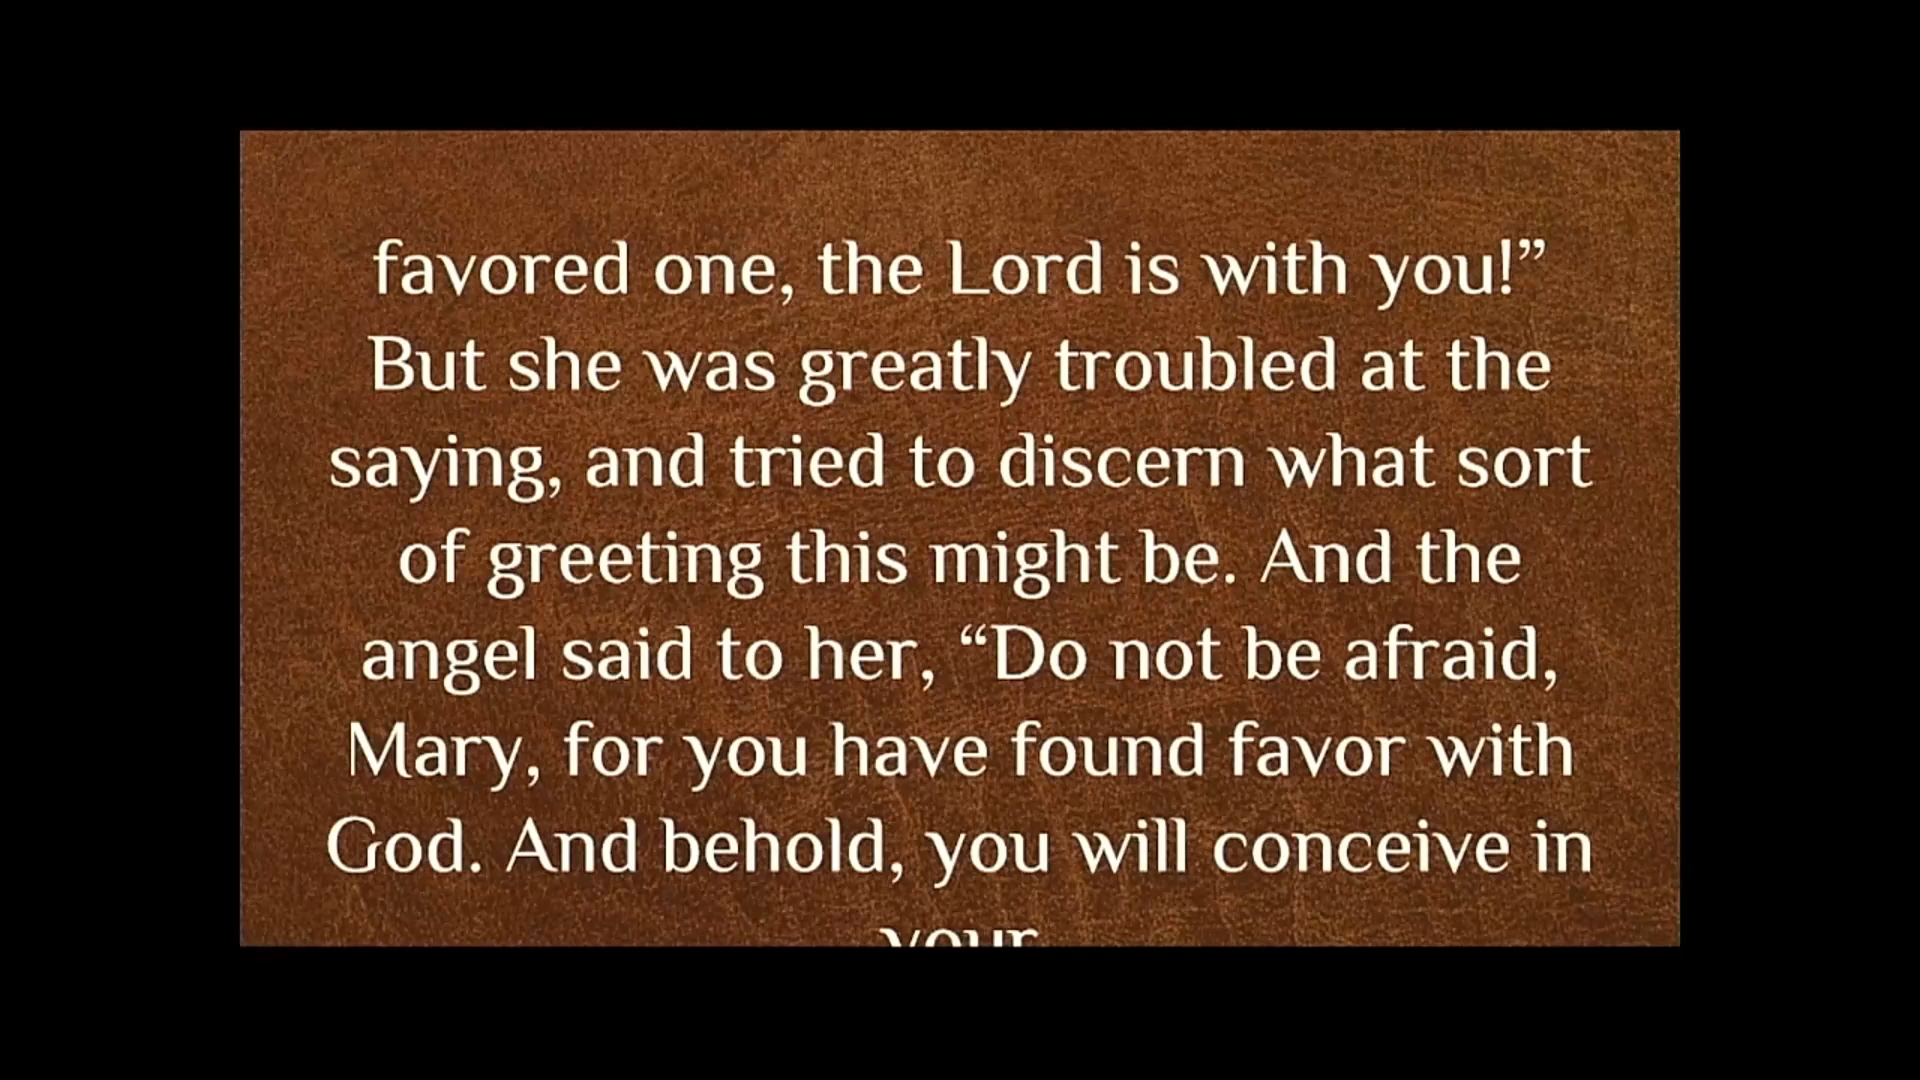 favored one, the Lord is with you!”
But she was greatly troubled at the
saying, and tried to discern what sort
of greeting this might be. And the
angel said to her, “Do not be afraid,
Mary, for you have found favor with
God. And behold, you will conceive in
your